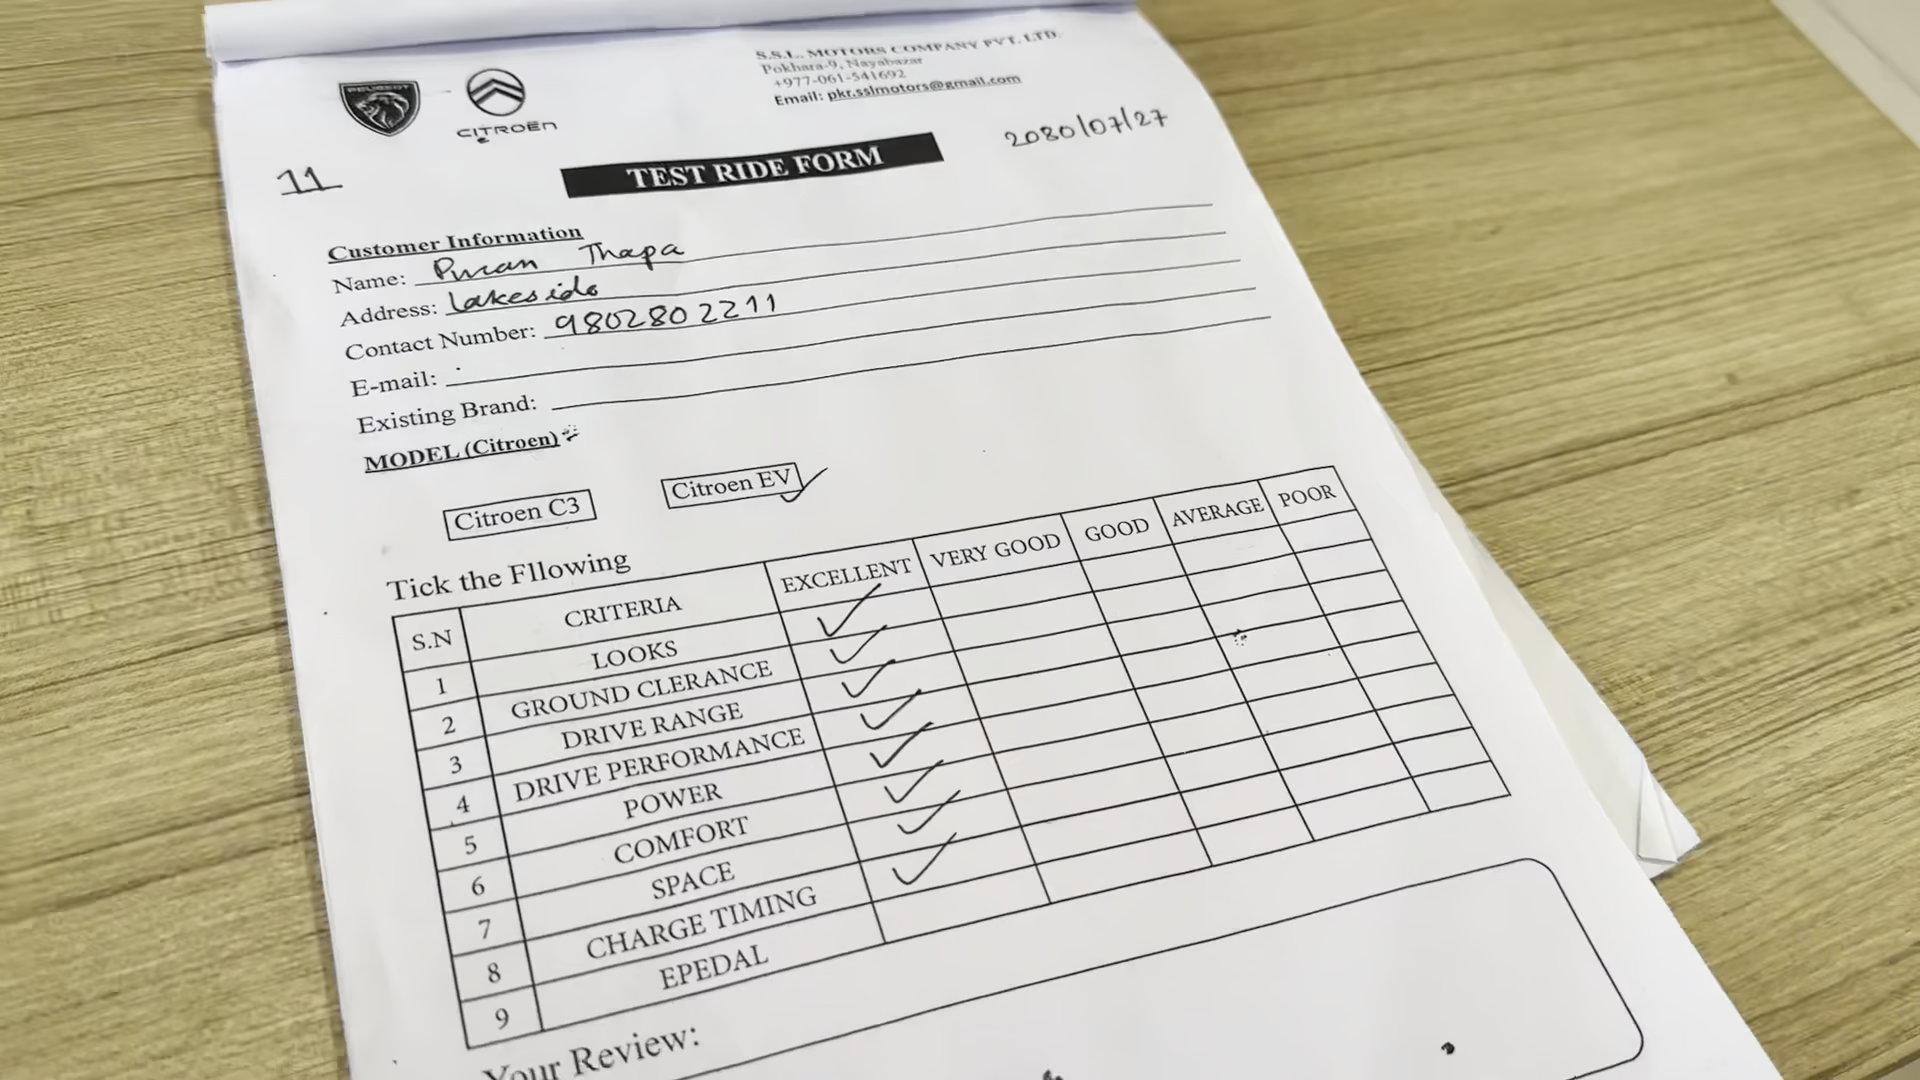 S.S.L. MOTORS COMPANY PVT. LTD.
Pokhara-9, Nayabazar
+977-061-541692
Email: pkr.sslmotors@gmail.com
PEUGEOT
CITROËN
2080/07/27
11
TEST RIDE FORM
Customer Information
Name: Puran Thapa
Address: Lakeside
Contact Number: 9802802211
E-mail:
Existing Brand:
MODEL (Citroen)
Citroen C3 Citroen EV
Tick the Fllowing
S.N CRITERIA EXCELLENT VERY GOOD GOOD AVERAGE POOR
1 LOOKS ✓
2 GROUND CLERANCE ✓
3 DRIVE RANGE ✓
4 DRIVE PERFORMANCE ✓
5 POWER ✓
6 COMFORT ✓
7 SPACE ✓
8 CHARGE TIMING ✓
9 EPEDAL
Your Review: